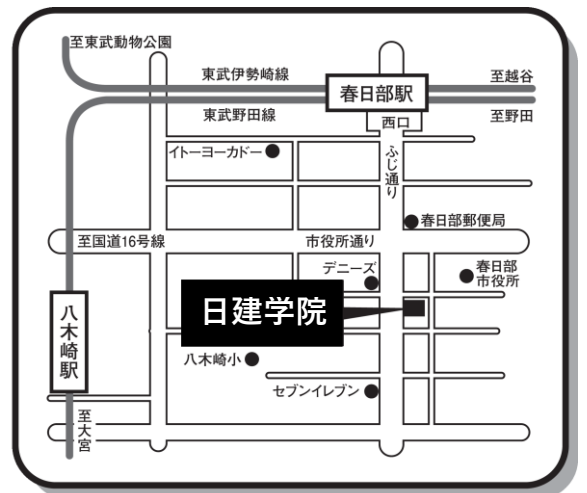 至東武動物公園
東武伊勢崎線
春日部駅
至越谷
東武野田線
西口
至野田
イトーヨーカドー
ふじ通り
春日部郵便局
至国道16号線
市役所通り
デニーズ
春日部
市役所
日建学院
八木崎駅
八木崎小
セブンイレブン
至大宮